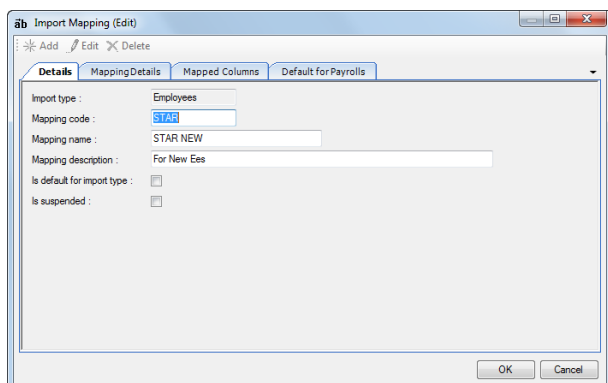 äb Import Mapping (Edit)
Add Edit Delete
Details Mapping Details Mapped Columns Default for Payrolls
Import type : Employees
Mapping code : STAR
Mapping name : STAR NEW
Mapping description : For New Ees
Is default for import type :
Is suspended :
OK Cancel